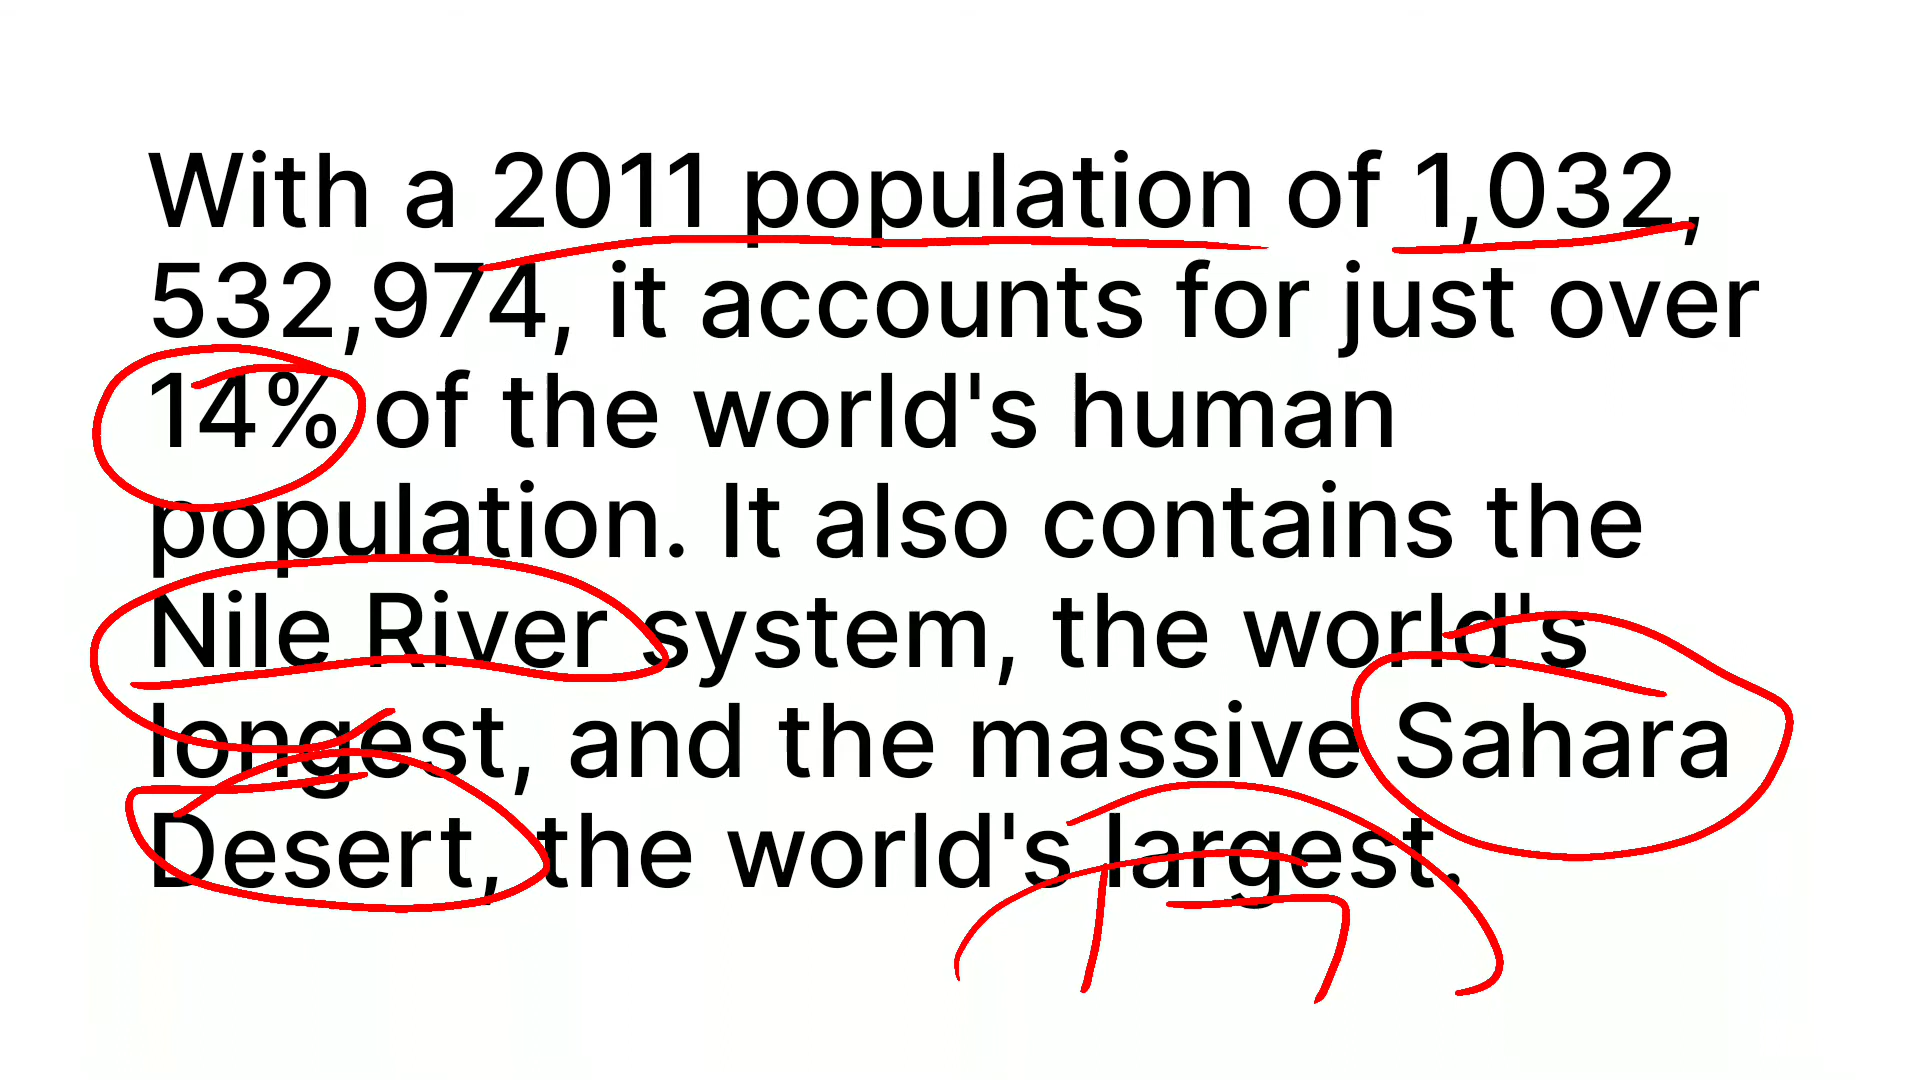 With a 2011 population of 1,032,
532,974, it accounts for just over
14% of the world's human
population. It also contains the
Nile River system, the world's
longest, and the massive Sahara
Desert, the world's largest.